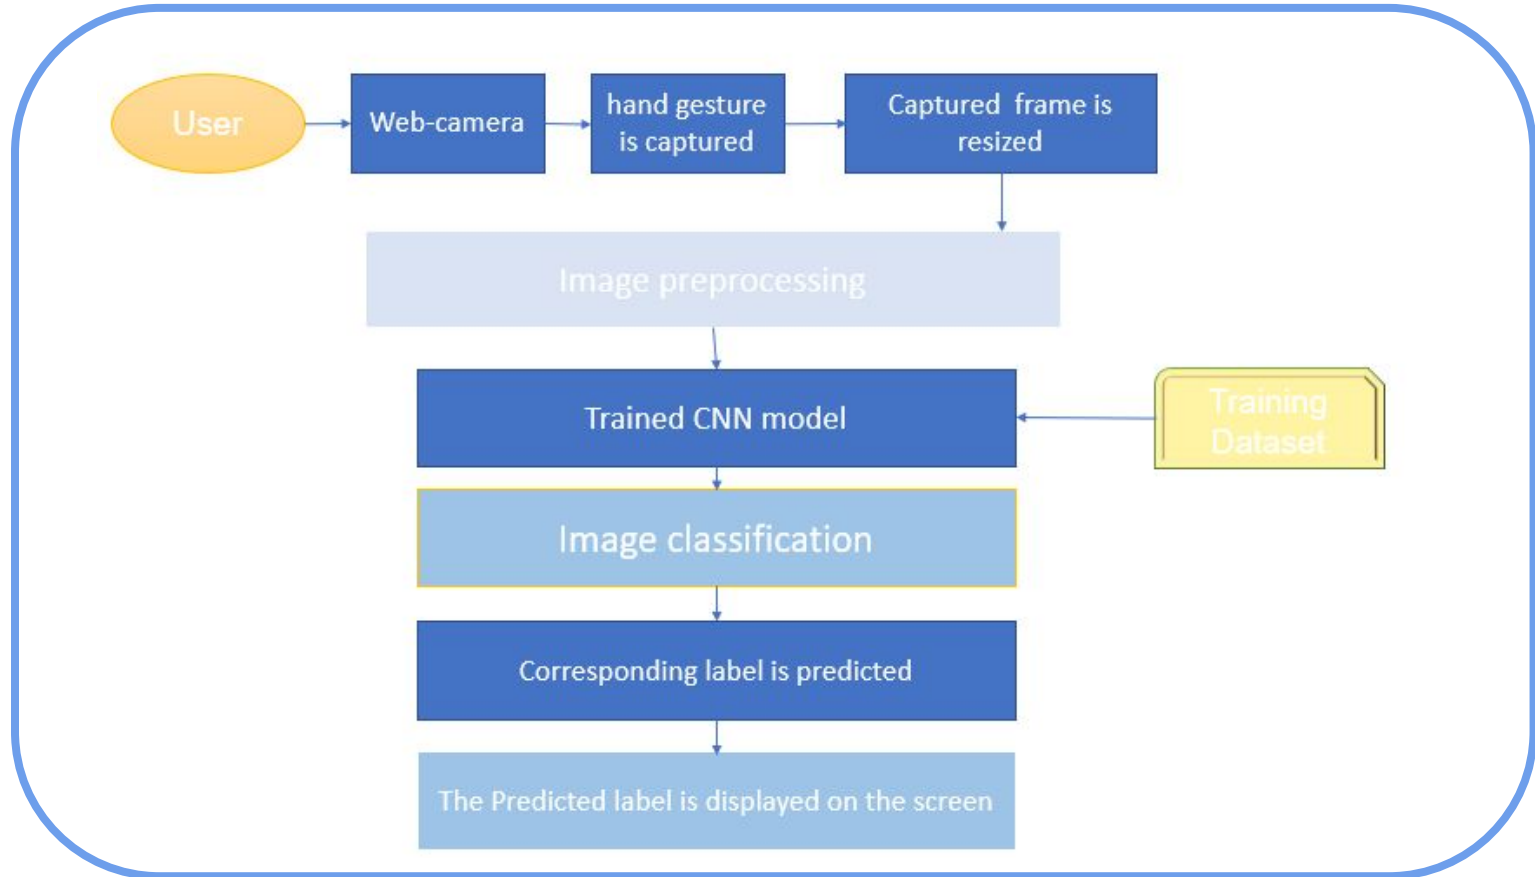 User
Web-camera
hand gesture
is captured
Captured frame is
resized
Image preprocessing
Trained CNN model
Training
Dataset
Image classification
Corresponding label is predicted
The Predicted label is displayed on the screen